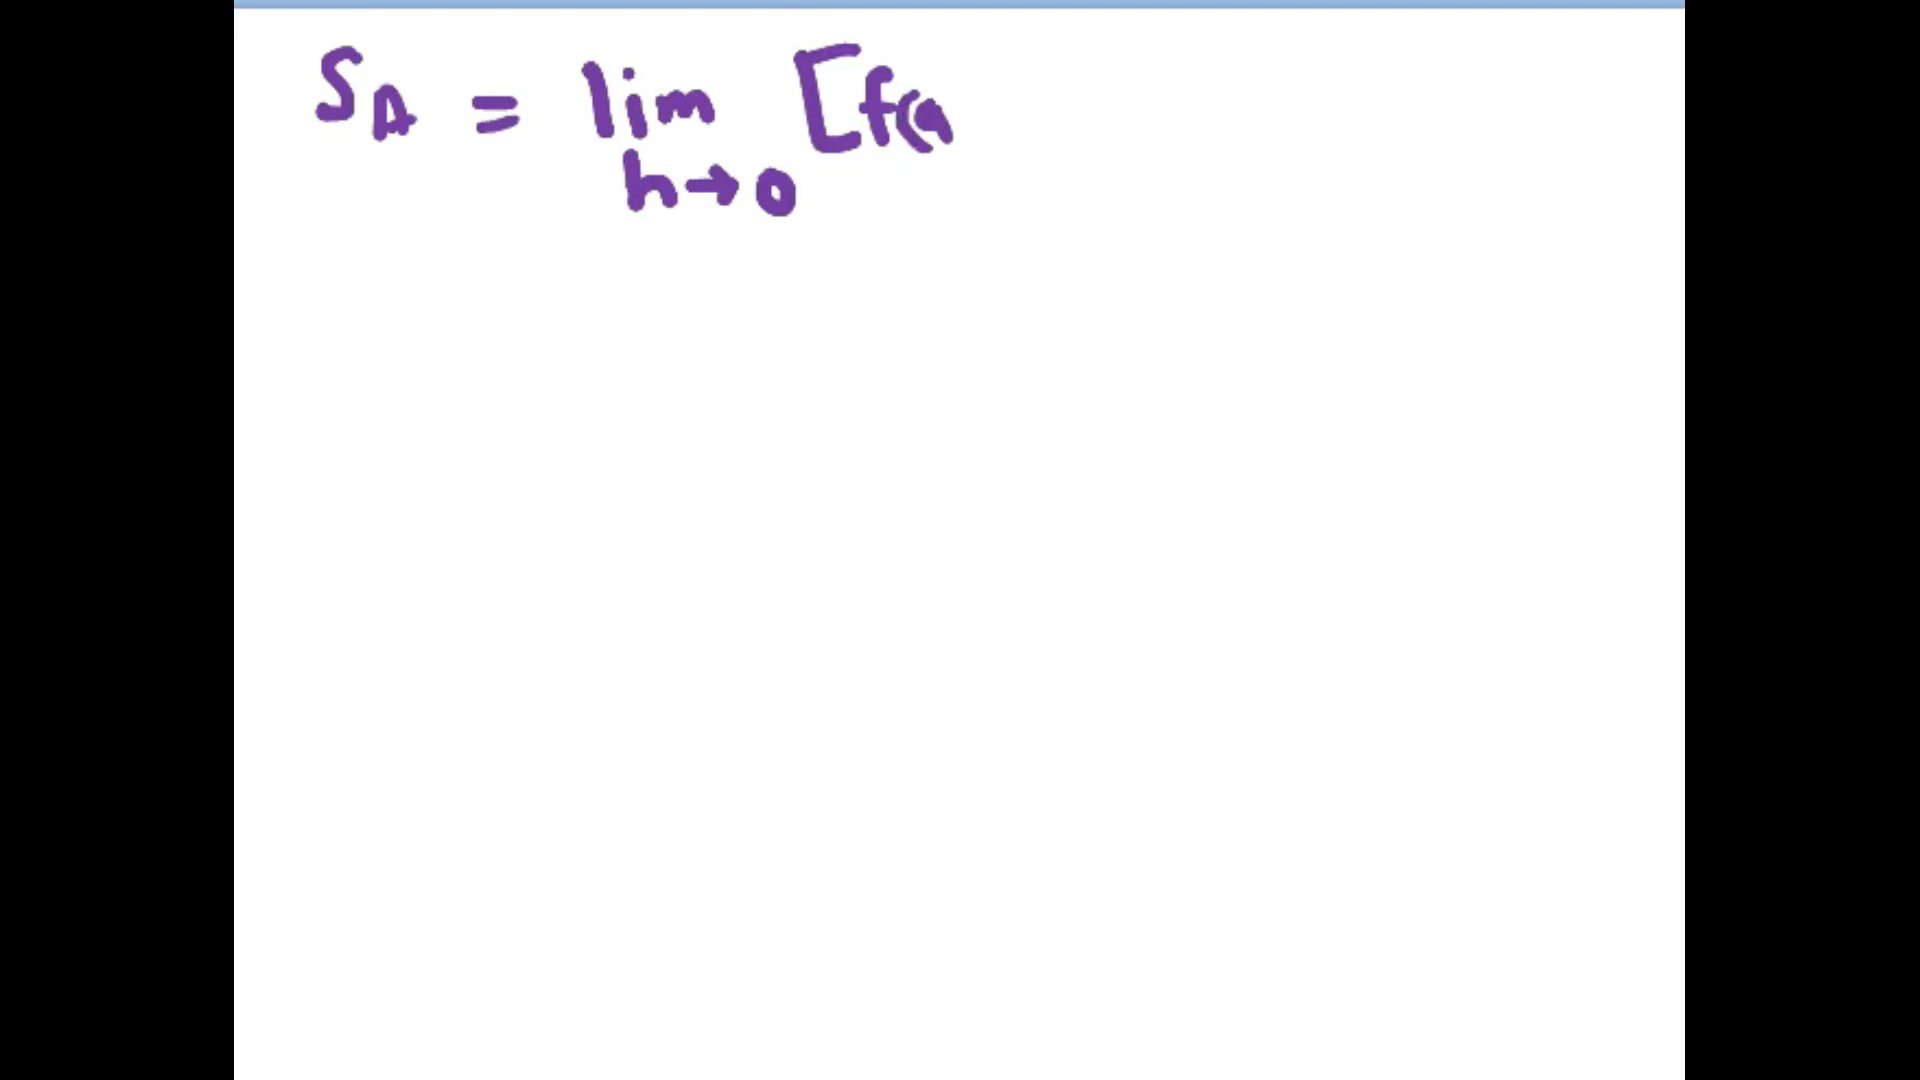 S_A = lim [f(a
h→0